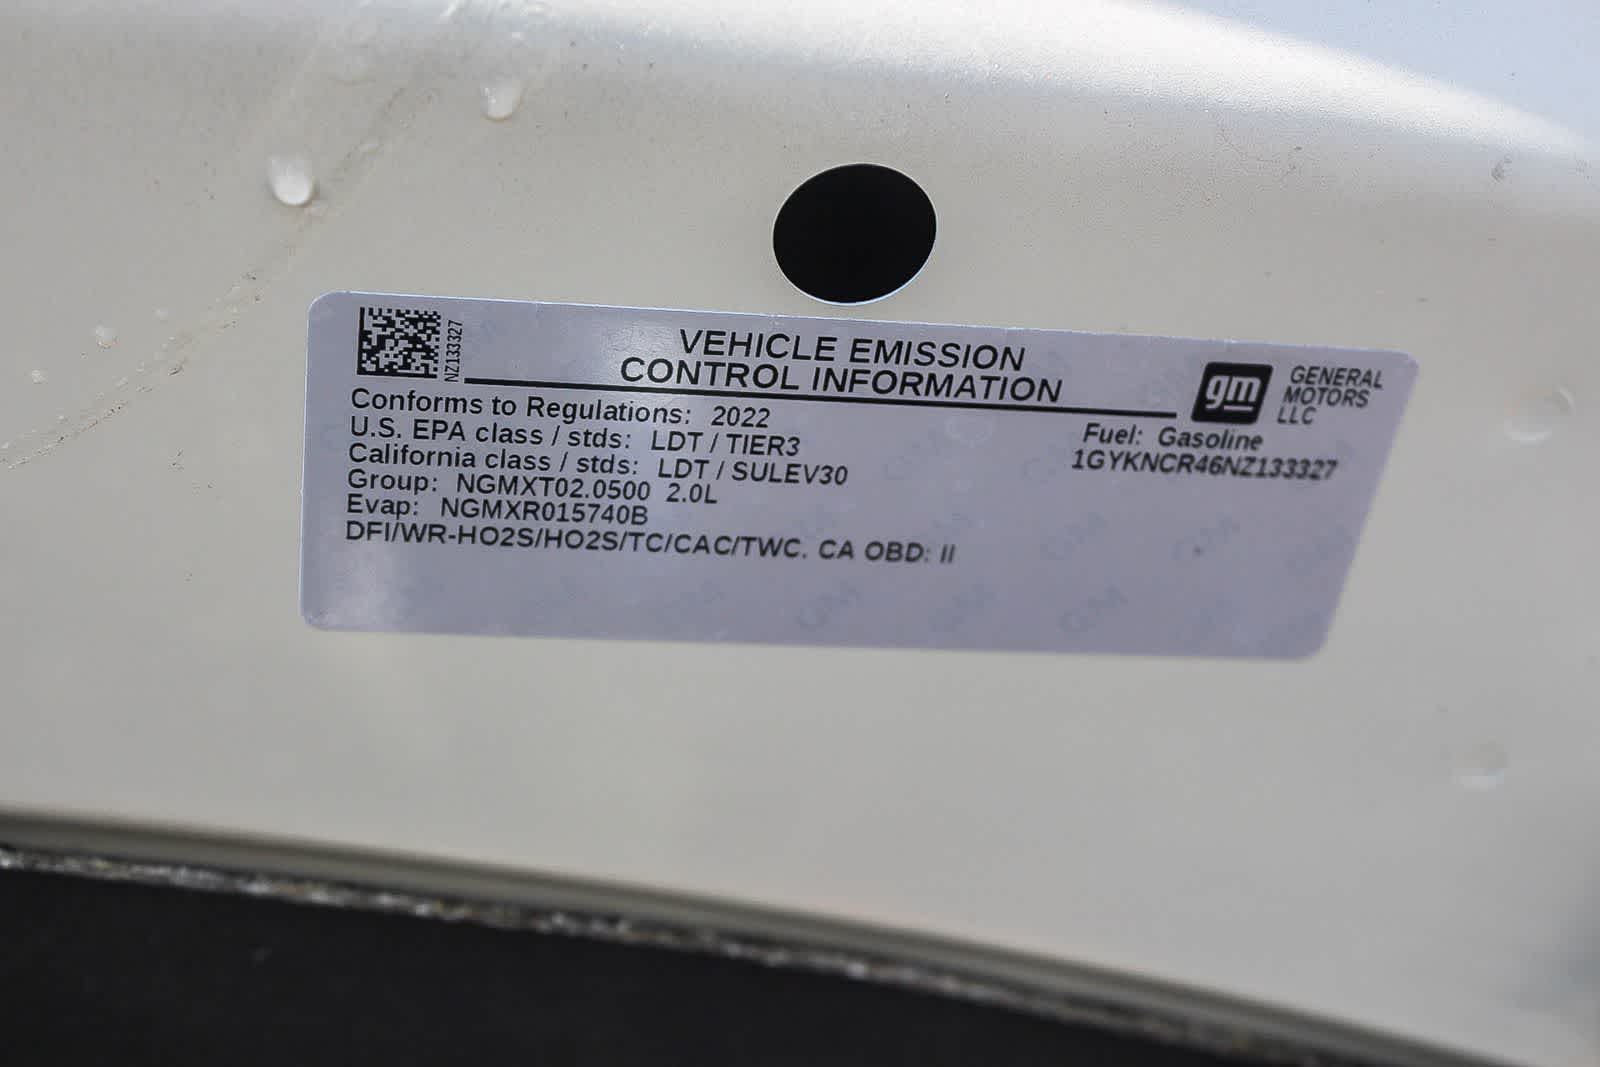 NZ133327
VEHICLE EMISSION
CONTROL INFORMATION
gm
GENERAL
MOTORS
LLC
Conforms to Regulations: 2022
U.S. EPA class / stds: LDT / TIER3
California class / stds: LDT / SULEV30
Group: NGMXT02.0500 2.0L
Evap: NGMXR015740B
DFI/WR-HO2S/HO2S/TC/CAC/TWC. CA OBD: II
Fuel: Gasoline
1GYKNCR46NZ133327